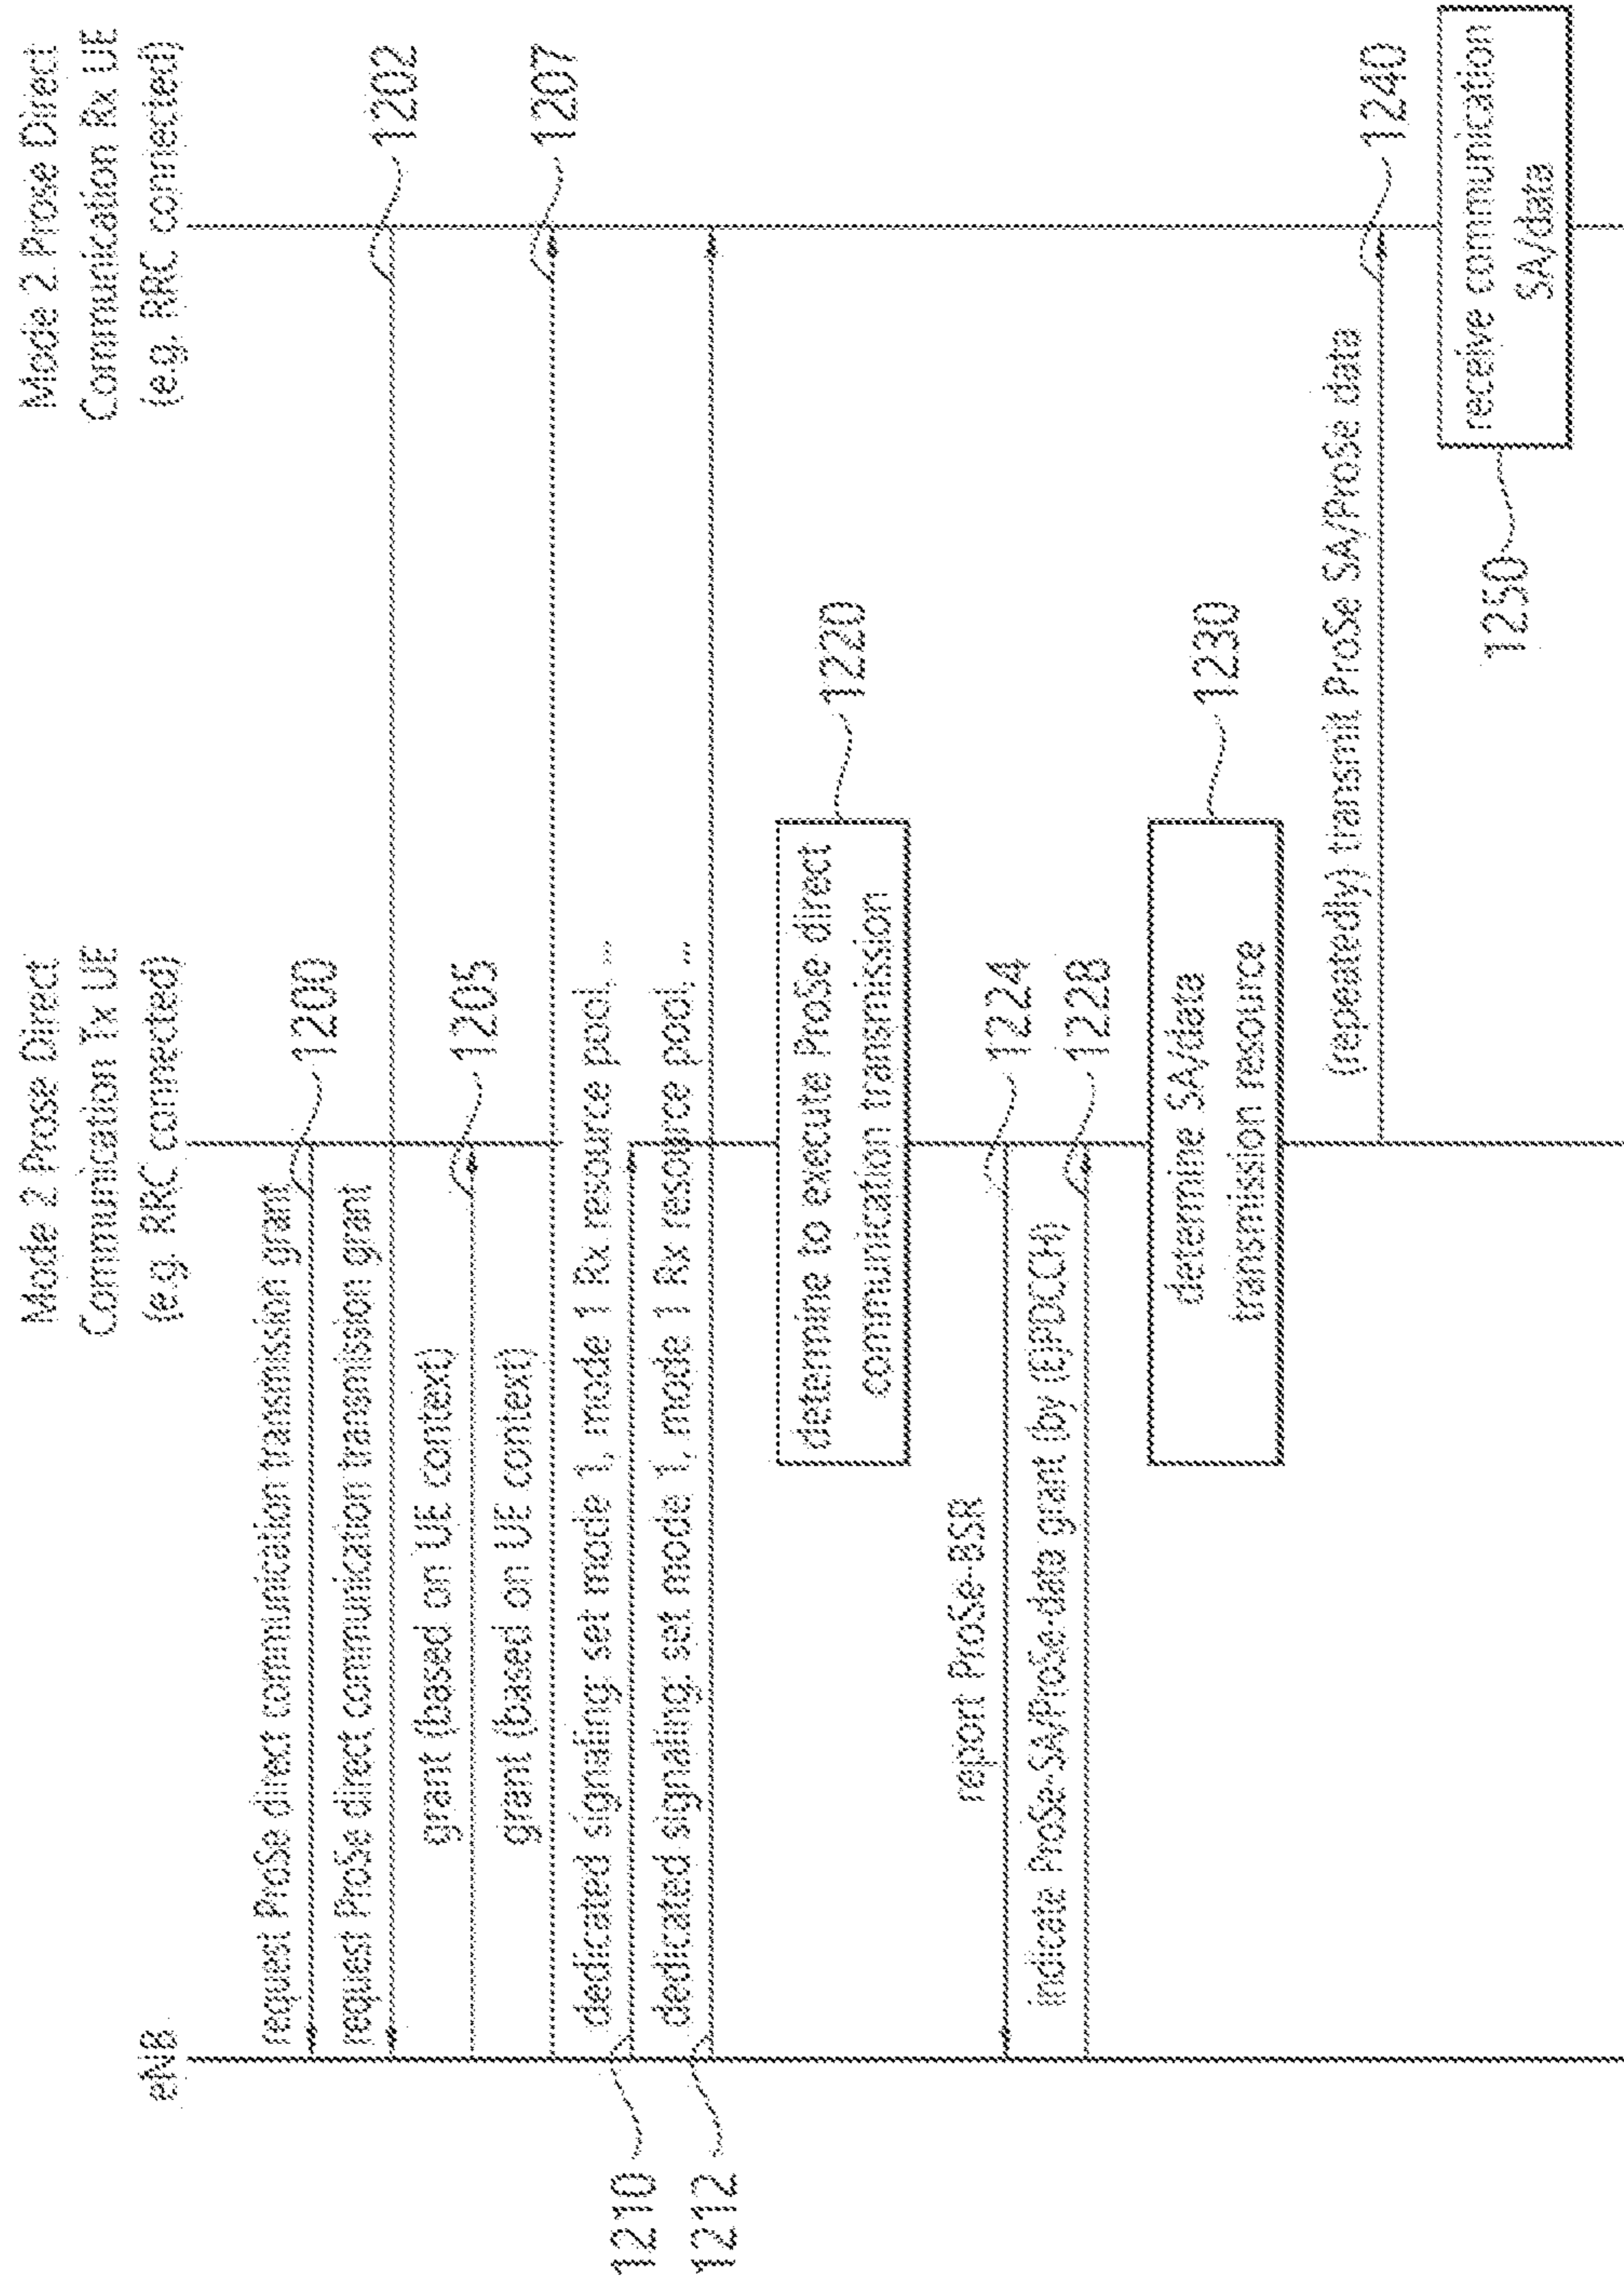 eNB
Mode 2 Prose Direct
Communication Tx UE
(e.g. RRC connected)
Mode 2 Prose Direct
Communication Rx UE
(e.g. RRC connected)
request ProSe direct communication transmission grant
1200
request ProSe direct communication transmission grant
1202
grant (based on UE context)
1205
grant (based on UE context)
1207
dedicated signaling: set mode 1, mode 1 Rx resource pool, ...
1210
dedicated signaling: set mode 1, mode 1 Rx resource pool, ...
1212
determine to execute ProSe direct
communication transmission
1220
report ProSe-BSR
1224
indicate ProSe-SA/ProSe-data grant (by (E)PDCCH)
1228
determine SA/data
transmission resource
1230
(repeatedly) transmit ProSe SA/ProSe data
1240
receive communication
SA/data
1250